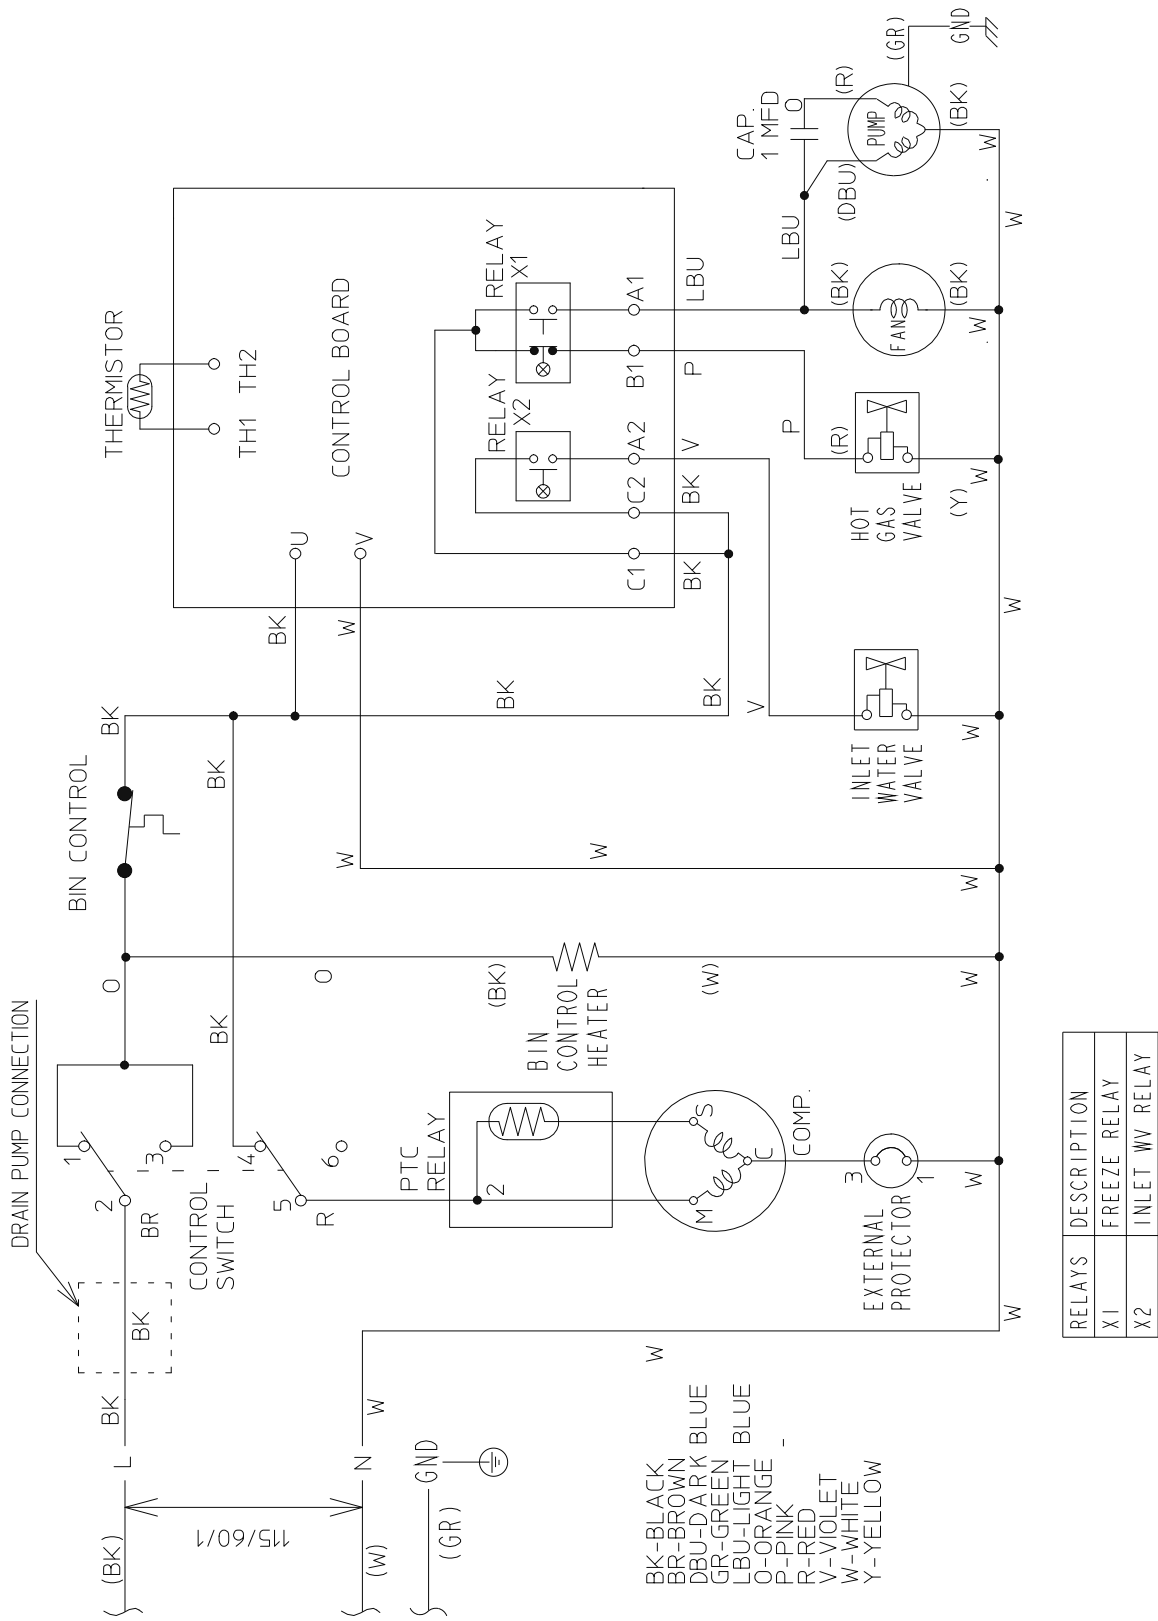 DRAIN PUMP CONNECTION
(BK)
L
BK
BK
BR
2
1
3
CONTROL
SWITCH
O
BIN CONTROL
BK
115/60/1
(W)
N
W
GND
(GR)
5
R
4
6
BK
BK
BK
U
W
V
W
W
BK
BK
THERMISTOR
TH1
TH2
CONTROL BOARD
RELAY
X2
RELAY
X1
C1
C2
A2
B1
A1
BK
BK
V
P
LBU
V
P
LBU
PTC
RELAY
2
M
S
C
COMP.
EXTERNAL
PROTECTOR
3
1
W
O
(BK)
BIN
CONTROL
HEATER
(W)
W
W
INLET
WATER
VALVE
W
HOT
GAS
VALVE
(R)
(Y)
W
(BK)
FAN
(BK)
W
CAP.
1 MFD
O
(R)
(DBU)
PUMP
(BK)
W
(GR)
GND
W
W
W
W
BK-BLACK
BR-BROWN
DBU-DARK BLUE
GR-GREEN
LBU-LIGHT BLUE
O-ORANGE
P-PINK
R-RED
V-VIOLET
W-WHITE
Y-YELLOW
RELAYS DESCRIPTION
X1 FREEZE RELAY
X2 INLET WV RELAY